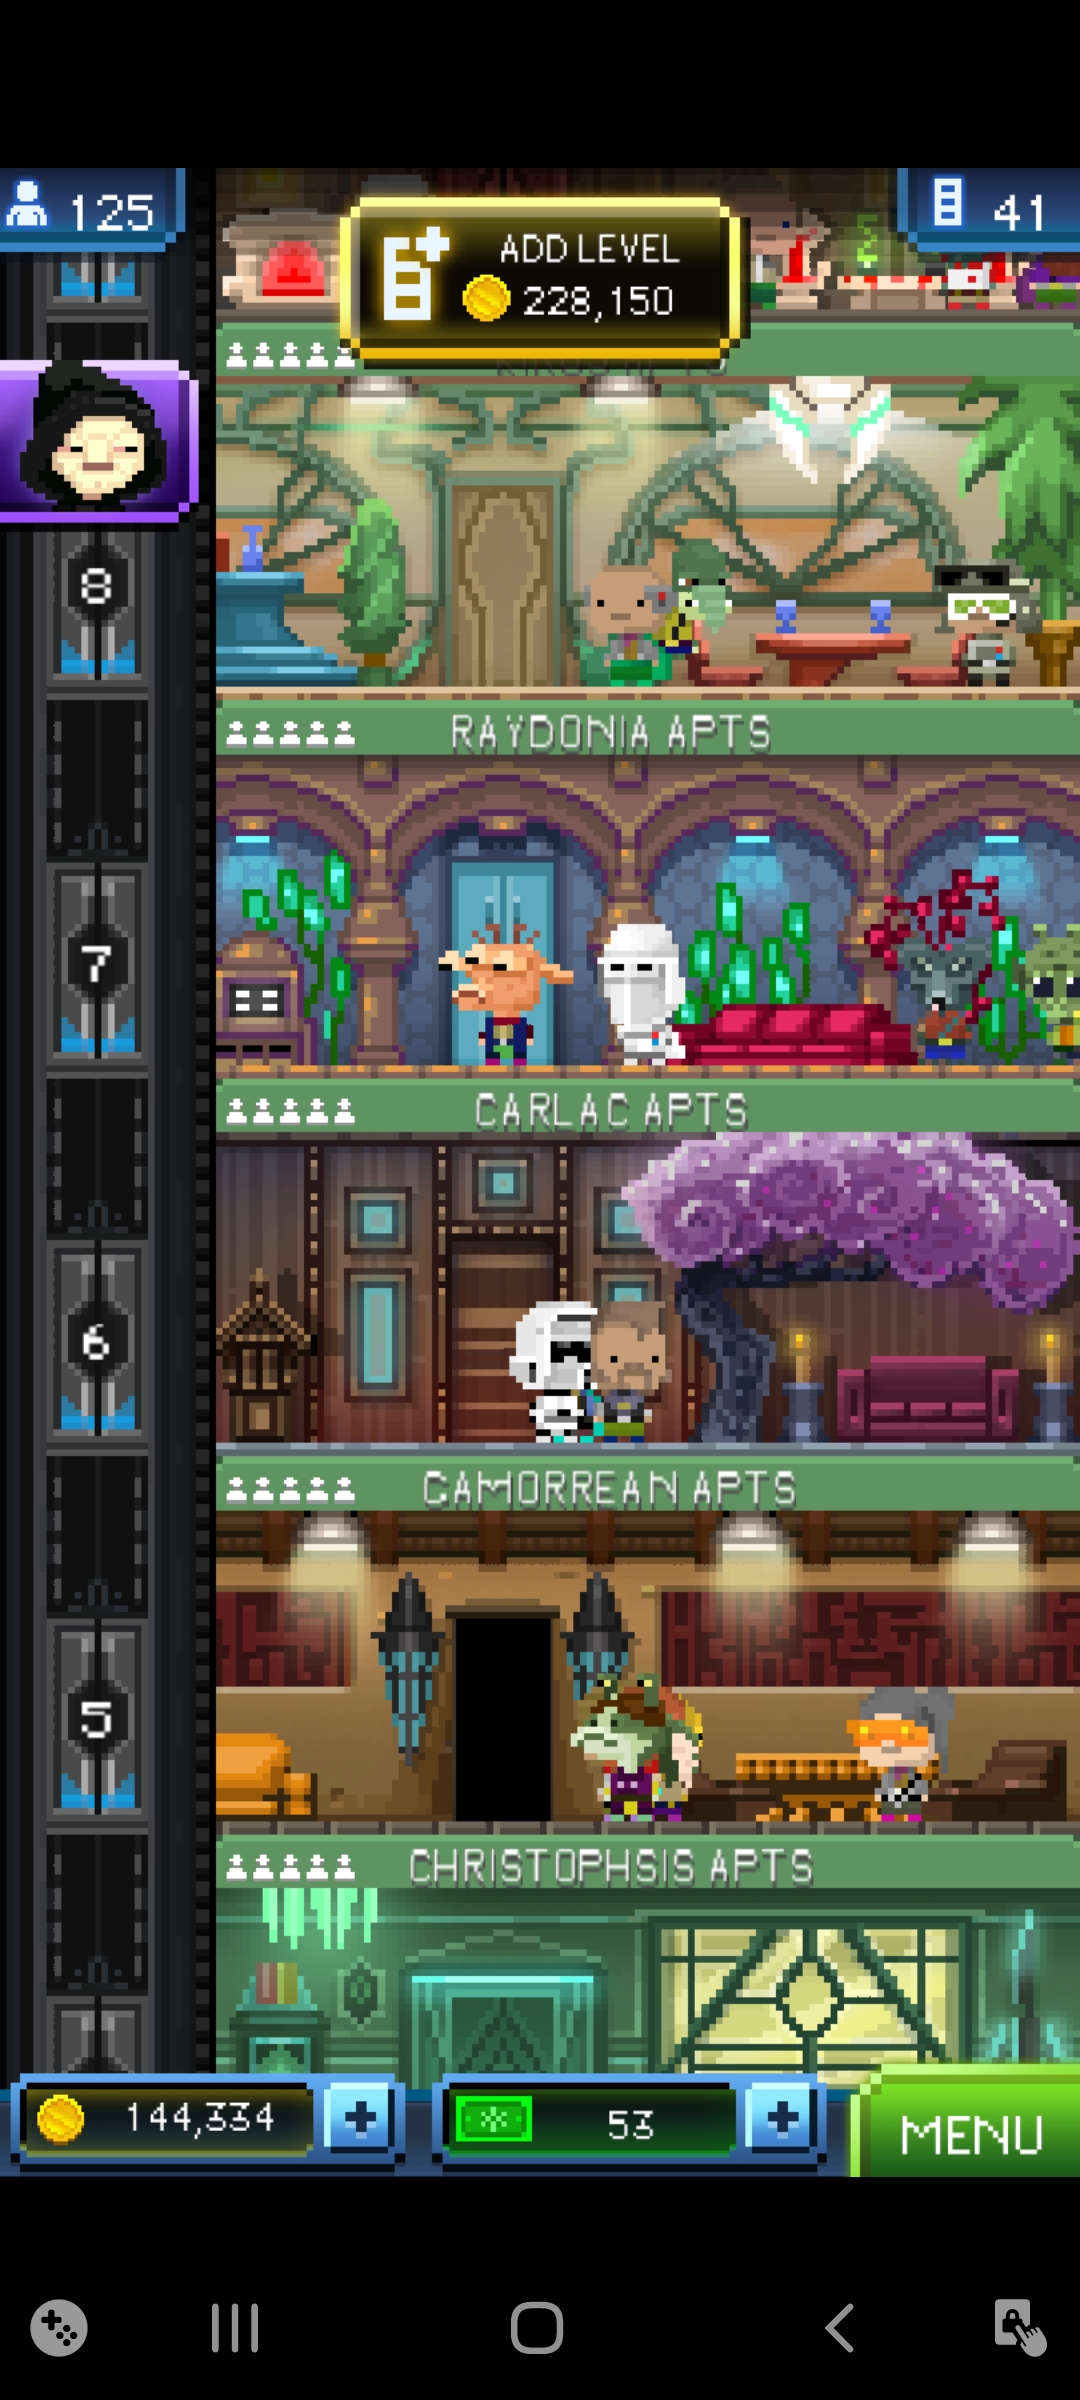 125
41
ADD LEVEL
228,150
8
RAYDONIA APTS
7
CARLAC APTS
6
CAMORREAN APTS
5
CHRISTOPHSIS APTS
144,334
53
MENU